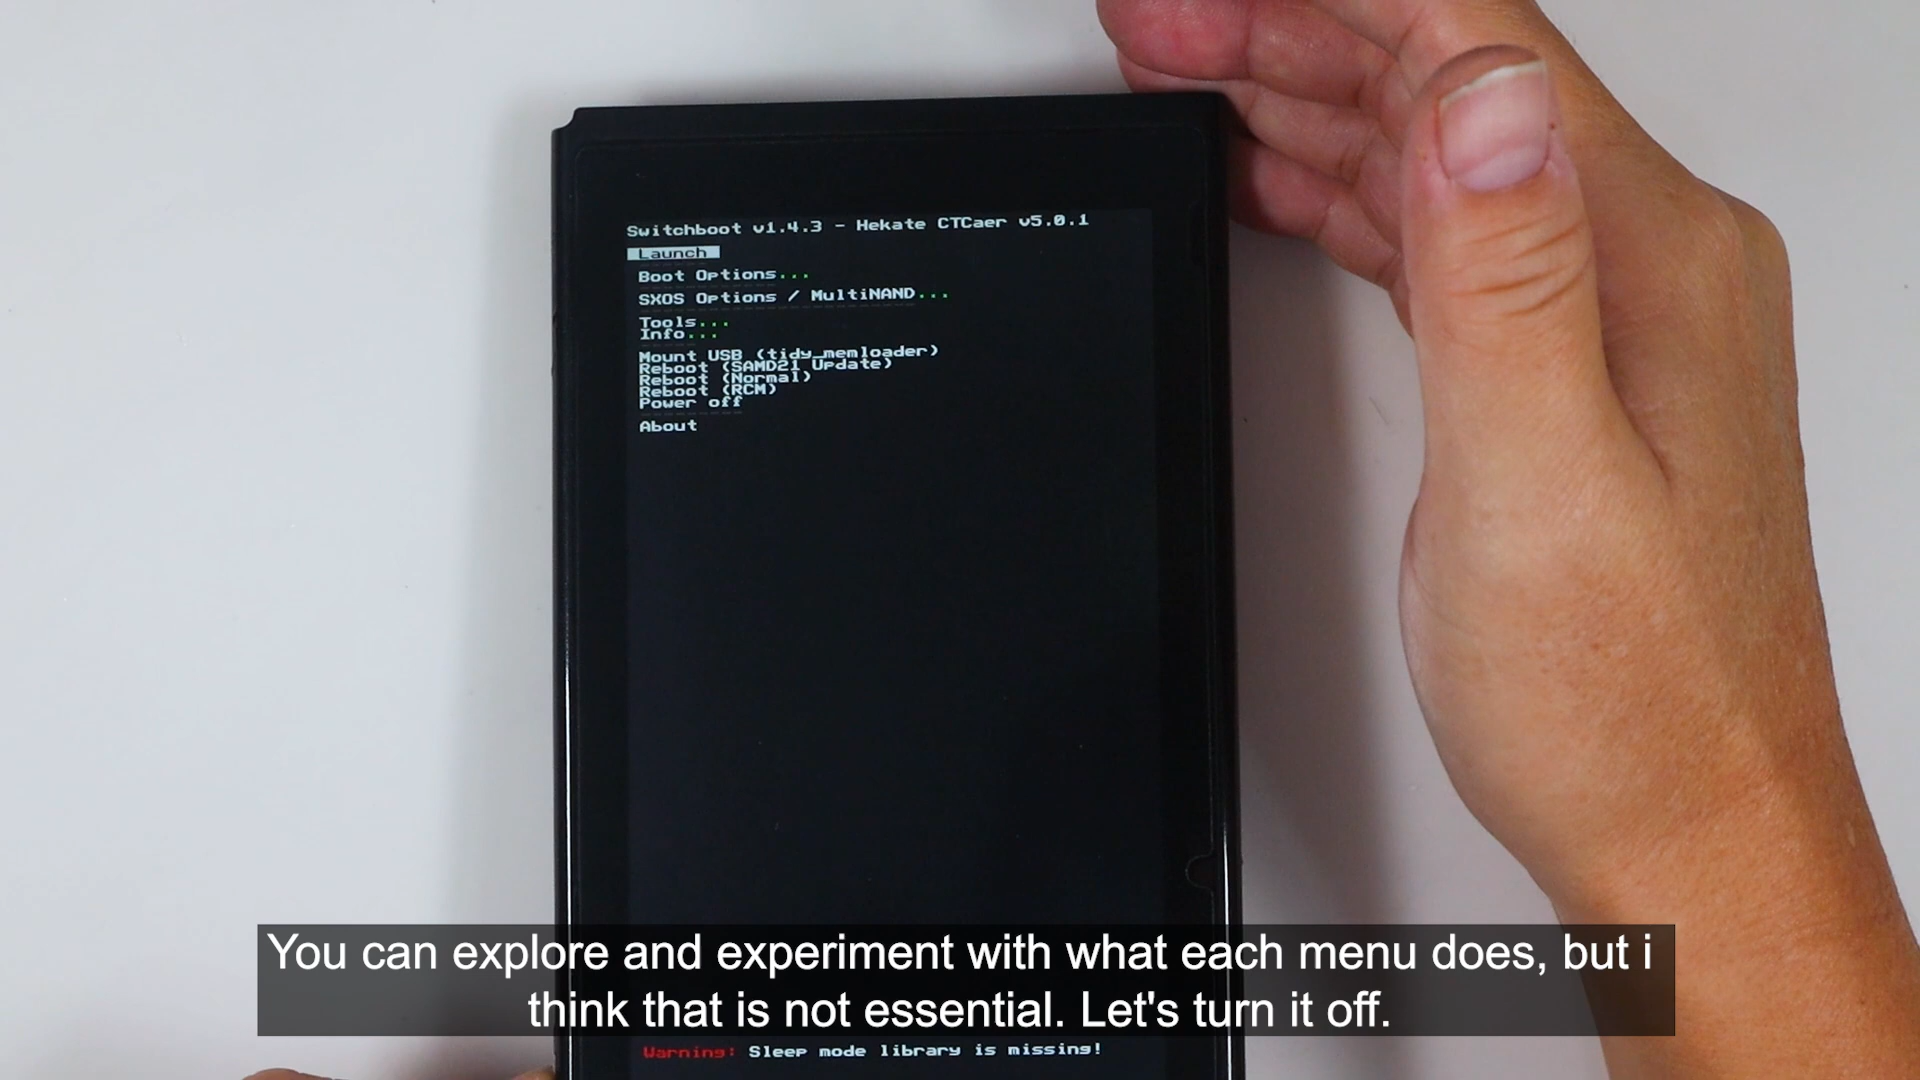 Switchboot v1.4.3 - Hekate CTCaer v5.0.1
Launch
Boot Options...
SXOS Options / MultiNAND...
Tools...
Info...
Mount USB (tidy_memloader)
Reboot (SAMD21 Update)
Reboot (Normal)
Reboot (RCM)
Power off
About
You can explore and experiment with what each menu does, but i
think that is not essential. Let's turn it off.
Warning: Sleep mode library is missing!